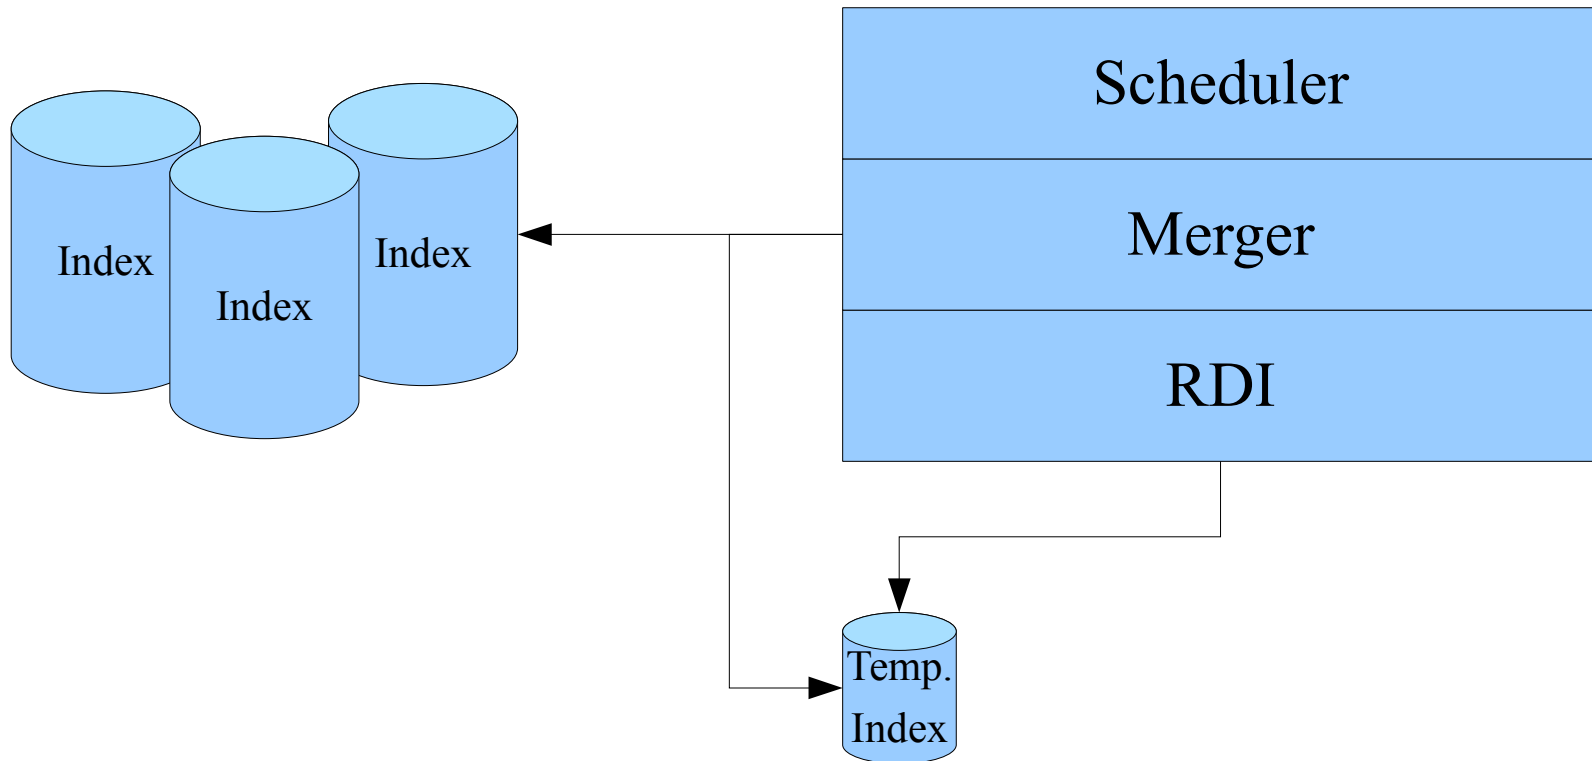 Scheduler
Merger
RDI
Index
Index
Index
Temp.
Index